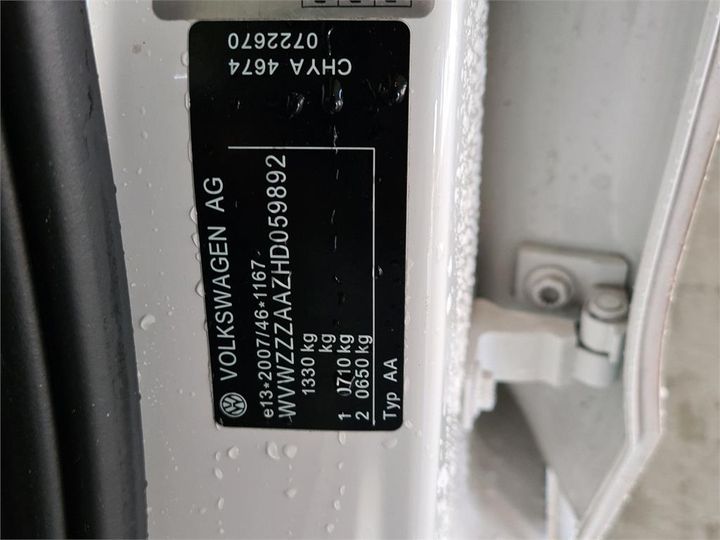 VOLKSWAGEN AG
e13*2007/46*1167
WVWZZZAAZHD059892
1330 kg
kg
1- 0710 kg
2- 0650 kg
Typ AA
CHYA 4674
0722670